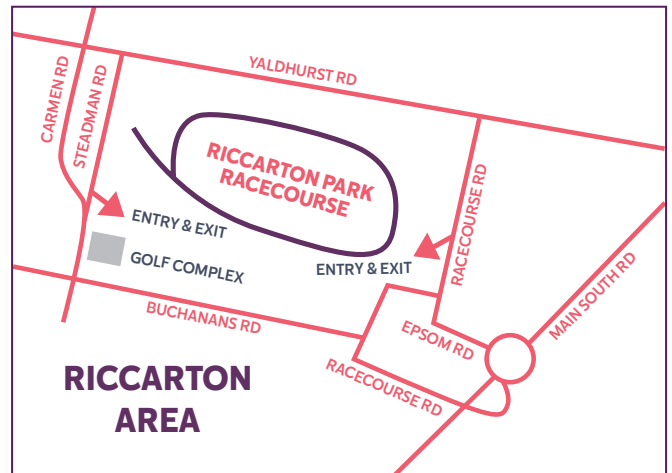 YALDHURST RD
CARMEN RD
STEADMAN RD
RICCARTON PARK
RACECOURSE
RACECOURSE RD
ENTRY & EXIT
GOLF COMPLEX
ENTRY & EXIT
MAIN SOUTH RD
BUCHANANS RD
EPSOM RD
RACECOURSE RD
RICCARTON
AREA